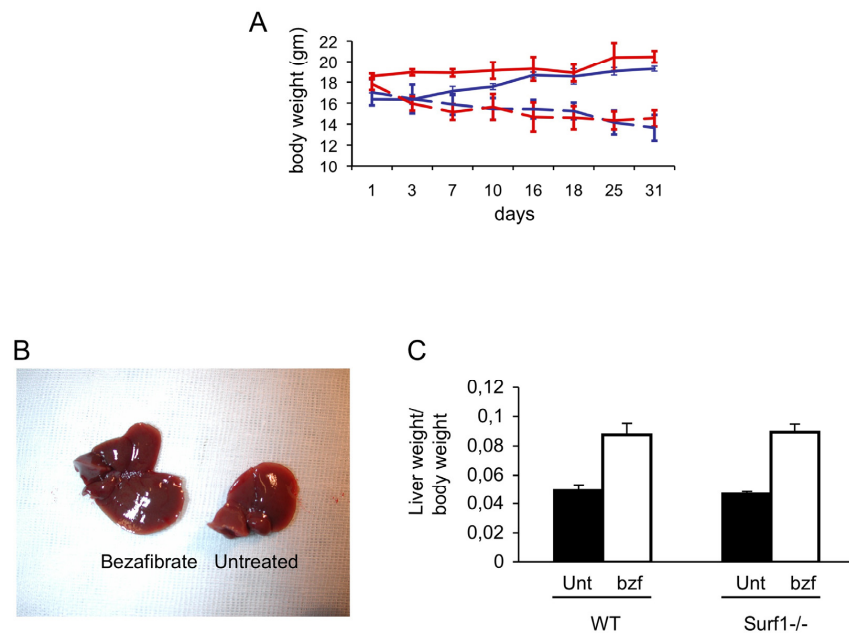 A
body weight (gm)
22
20
18
16
14
12
10
1 3 7 10 16 18 25 31
days
B
Bezafibrate Untreated
C
Liver weight/
body weight
0,12
0,1
0,08
0,06
0,04
0,02
0
Unt bzf Unt bzf
WT Surf1-/-